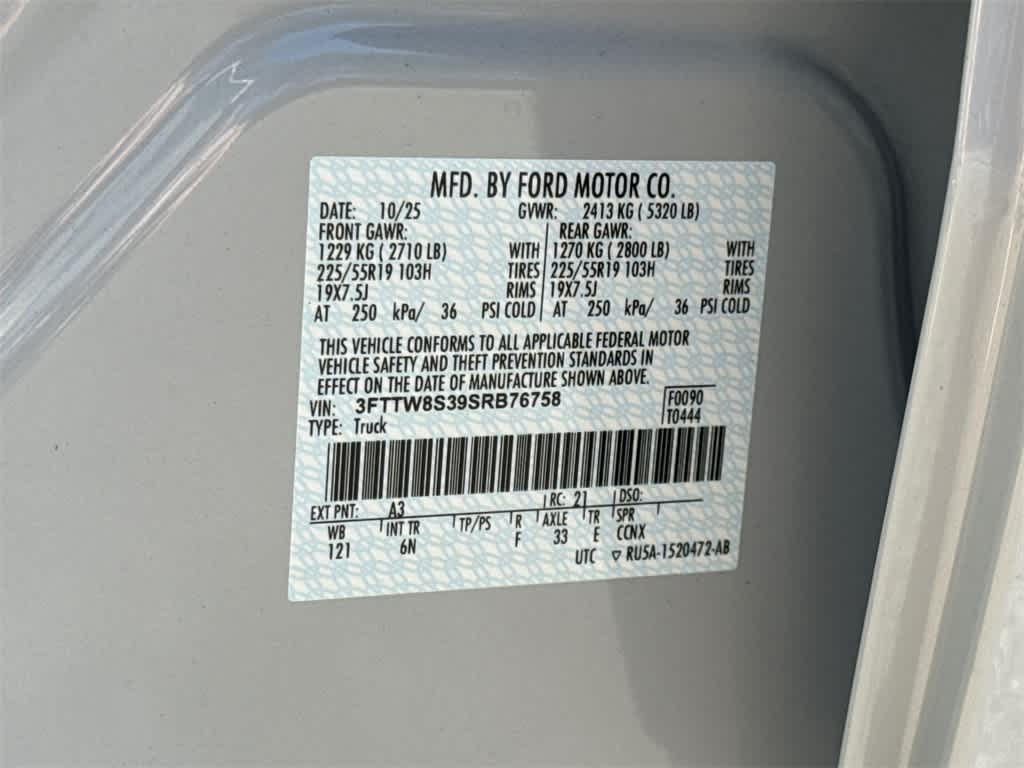 MFD. BY FORD MOTOR CO.
DATE: 10/25 GVWR: 2413 KG ( 5320 LB)
FRONT GAWR: REAR GAWR:
1229 KG ( 2710 LB) WITH 1270 KG ( 2800 LB) WITH
225/55R19 103H TIRES 225/55R19 103H TIRES
19X7.5J RIMS 19X7.5J RIMS
AT 250 kPa/ 36 PSI COLD AT 250 kPa/ 36 PSI COLD
THIS VEHICLE CONFORMS TO ALL APPLICABLE FEDERAL MOTOR
VEHICLE SAFETY AND THEFT PREVENTION STANDARDS IN
EFFECT ON THE DATE OF MANUFACTURE SHOWN ABOVE.
VIN: 3FTTW8S39SRB76758 F0090
TYPE: Truck T0444
EXT PNT: A3 RC: 21 DSO:
WB INT TR TP/PS R AXLE TR SPR
121 6N F 33 E CCNX
UTC ▽ RU5A-1520472-AB